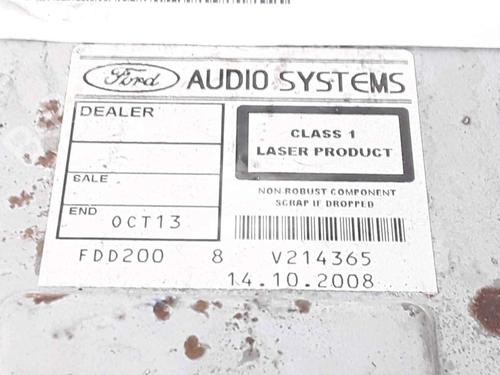 Ford AUDIO SYSTEMS
DEALER
CLASS 1
LASER PRODUCT
SALE
NON-ROBUST COMPONENT
SCRAP IF DROPPED
END
OCT13
FDD200 8 V214365
14.10.2008